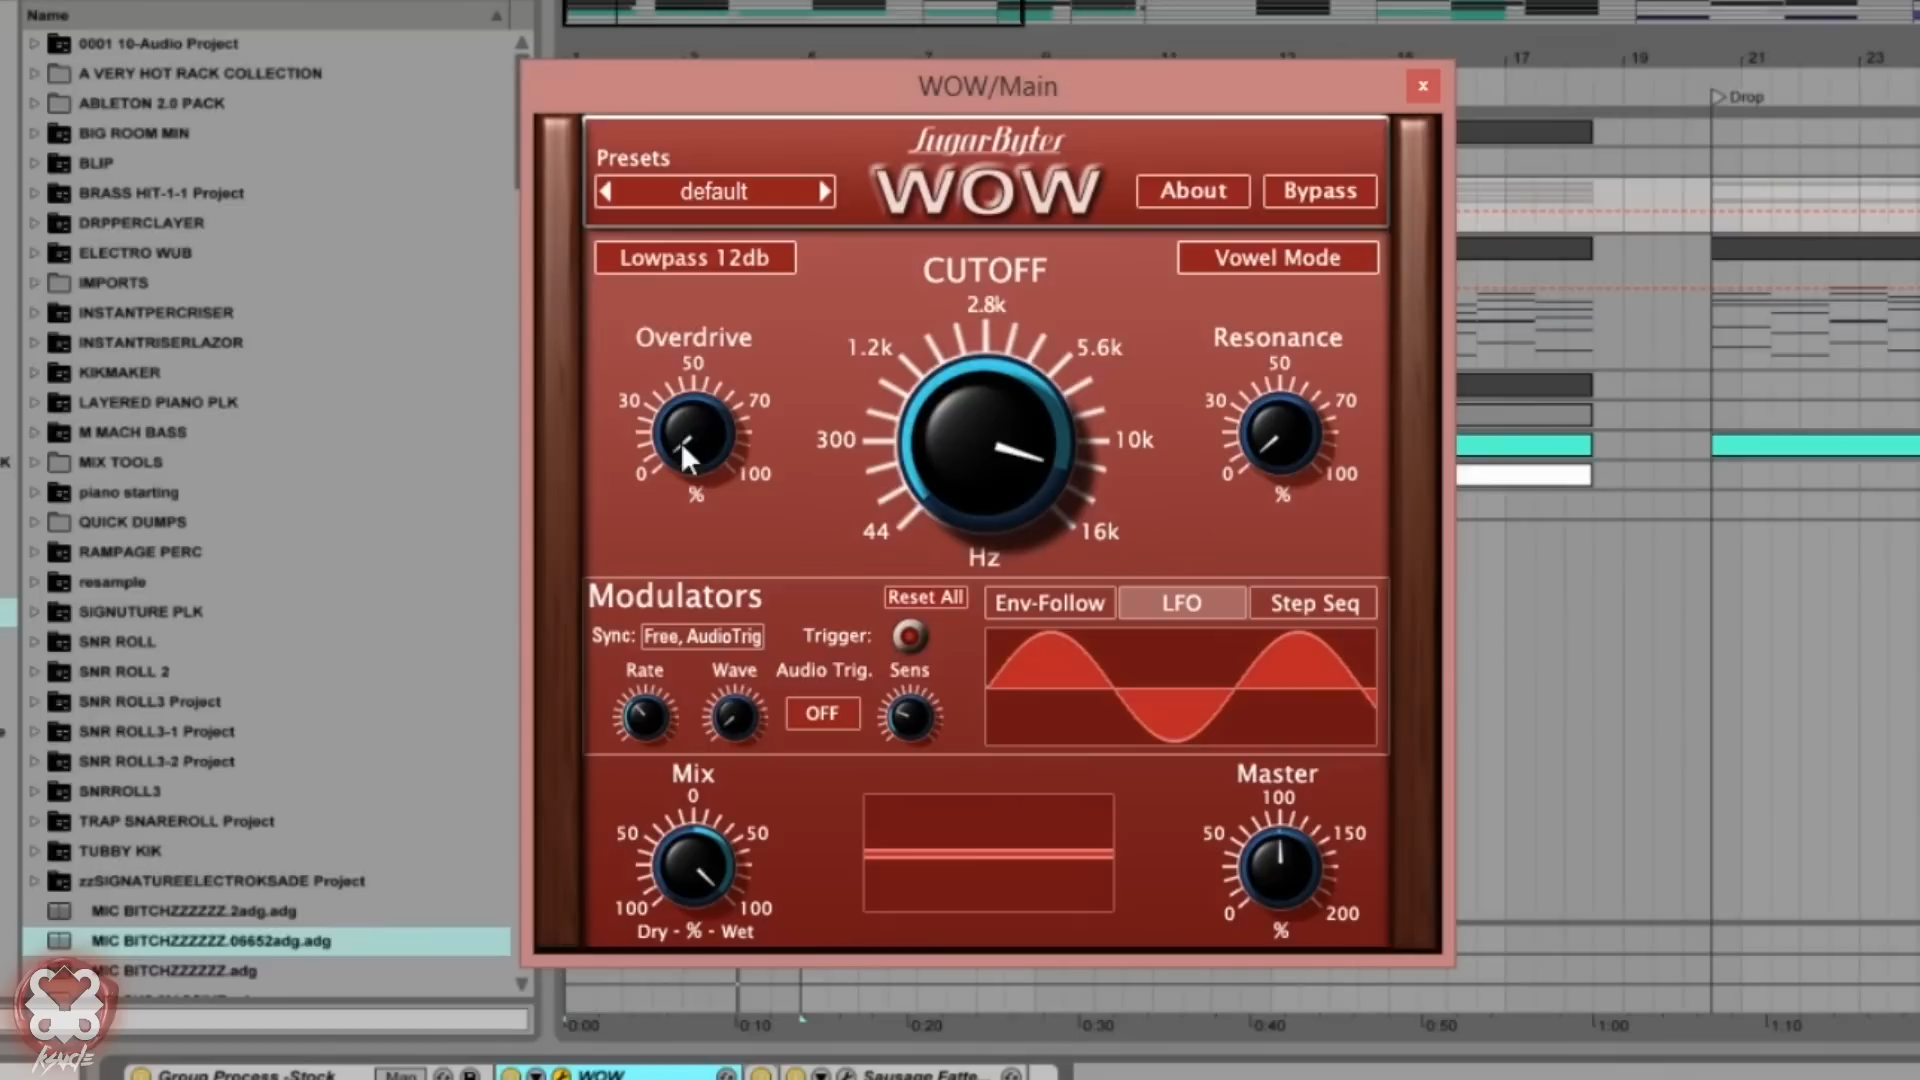 Name
0001 10-Audio Project
A VERY HOT RACK COLLECTION
ABLETON 2.0 PACK
BIG ROOM MIN
BLIP
BRASS HIT-1-1 Project
DRPPERCLAYER
ELECTRO WUB
IMPORTS
INSTANTPERCRISER
INSTANTRISERLAZOR
KIKMAKER
LAYERED PIANO PLK
M MACH BASS
MIX TOOLS
piano starting
QUICK DUMPS
RAMPAGE PERC
resample
SIGNUTURE PLK
SNR ROLL
SNR ROLL 2
SNR ROLL3 Project
SNR ROLL3-1 Project
SNR ROLL3-2 Project
SNRROLL3
TRAP SNAREROLL Project
TUBBY KIK
zzSIGNATUREELECTROKSADE Project
MIC BITCHZZZZZZ.2adg.adg
MIC BITCHZZZZZZ.06652adg.adg
MIC BITCHZZZZZZ.adg
17 19 21 23
Drop
WOW/Main
x
Presets
default
SugarBytes
WOW
About
Bypass
Lowpass 12db
CUTOFF
Vowel Mode
2.8k
1.2k 5.6k
300 10k
44 16k
Hz
Overdrive
50
30 70
0 100
%
Resonance
50
30 70
0 100
%
Modulators
Reset All
Env-Follow
LFO
Step Seq
Sync: Free, AudioTrig
Trigger:
Rate Wave Audio Trig. Sens
OFF
Mix
0
50 50
100 100
Dry - % - Wet
Master
100
50 150
0 200
%
0:00 0:10 0:20 0:30 0:40 0:50 1:00 1:10
Group Process -Stock
Map
WOW
Sausage Fatte...
ksyde